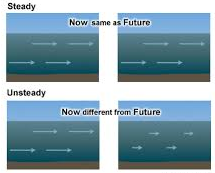 Steady
Now same as Future
Unsteady
Now different from Future